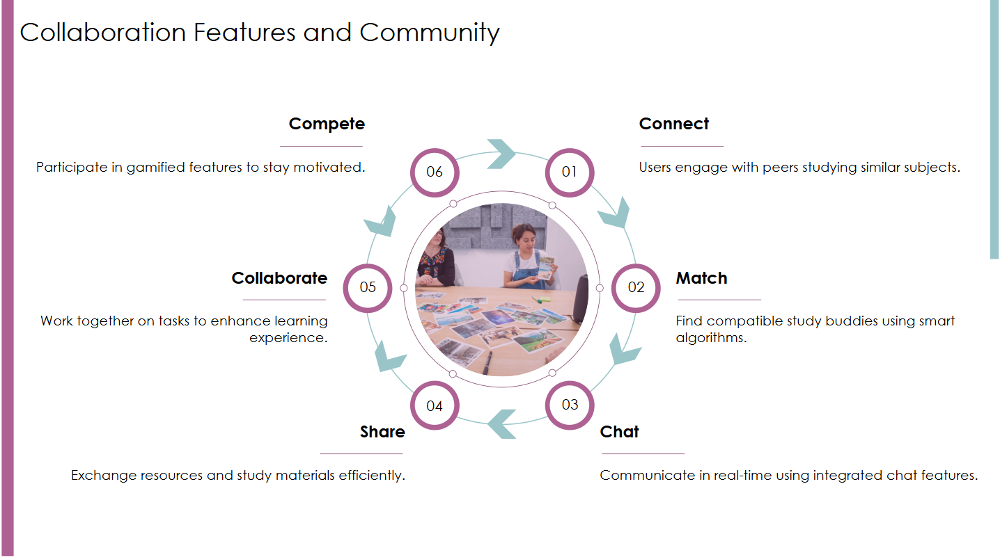 Collaboration Features and Community
Compete
Participate in gamified features to stay motivated.
Connect
Users engage with peers studying similar subjects.
06
01
Collaborate
Work together on tasks to enhance learning
experience.
05
02
Match
Find compatible study buddies using smart
algorithms.
04
03
Share
Exchange resources and study materials efficiently.
Chat
Communicate in real-time using integrated chat features.